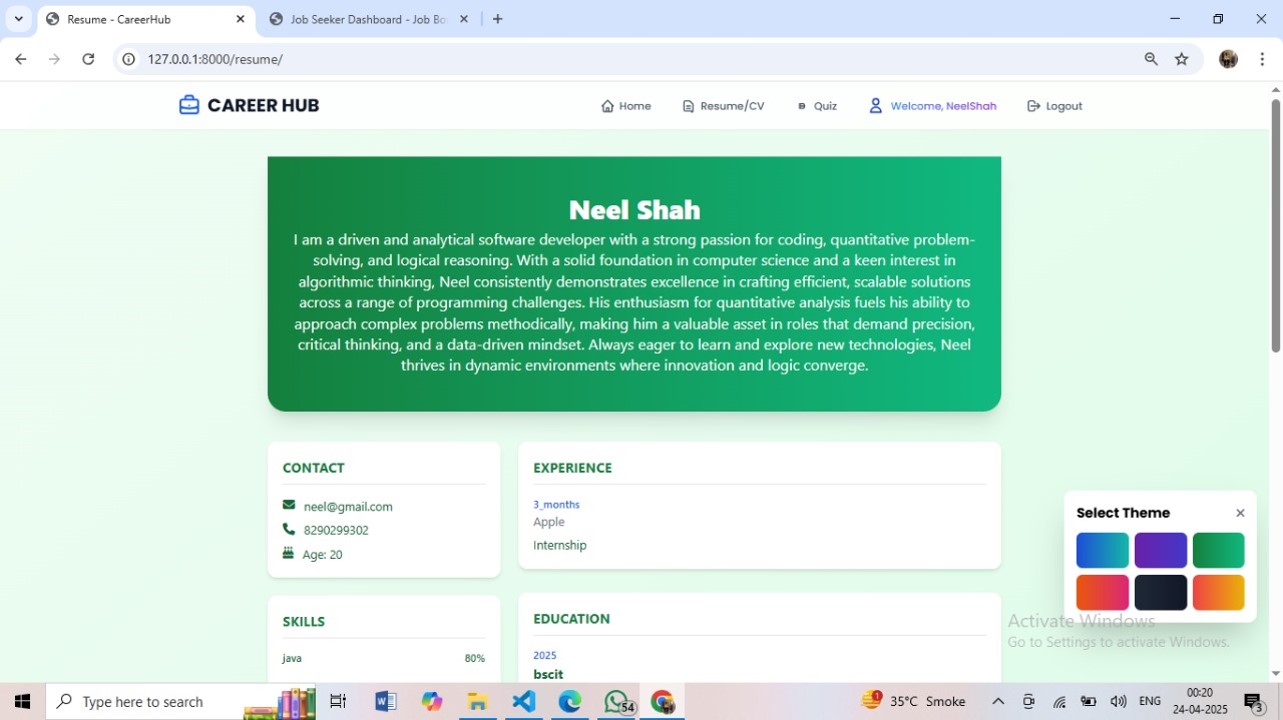 Resume - CareerHub
Job Seeker Dashboard - Job Bo
127.0.0.1:8000/resume/
CAREER HUB
Home
Resume/CV
Quiz
Welcome, NeelShah
Logout
Neel Shah
I am a driven and analytical software developer with a strong passion for coding, quantitative problem-
solving, and logical reasoning. With a solid foundation in computer science and a keen interest in
algorithmic thinking, Neel consistently demonstrates excellence in crafting efficient, scalable solutions
across a range of programming challenges. His enthusiasm for quantitative analysis fuels his ability to
approach complex problems methodically, making him a valuable asset in roles that demand precision,
critical thinking, and a data-driven mindset. Always eager to learn and explore new technologies, Neel
thrives in dynamic environments where innovation and logic converge.
CONTACT
neel@gmail.com
8290299302
Age: 20
SKILLS
java 80%
EXPERIENCE
3_months
Apple
Internship
EDUCATION
2025
bscit
Select Theme
Activate Windows
Go to Settings to activate Windows.
Type here to search
54
1
35°C Smoke
ENG
00:20
24-04-2025
3